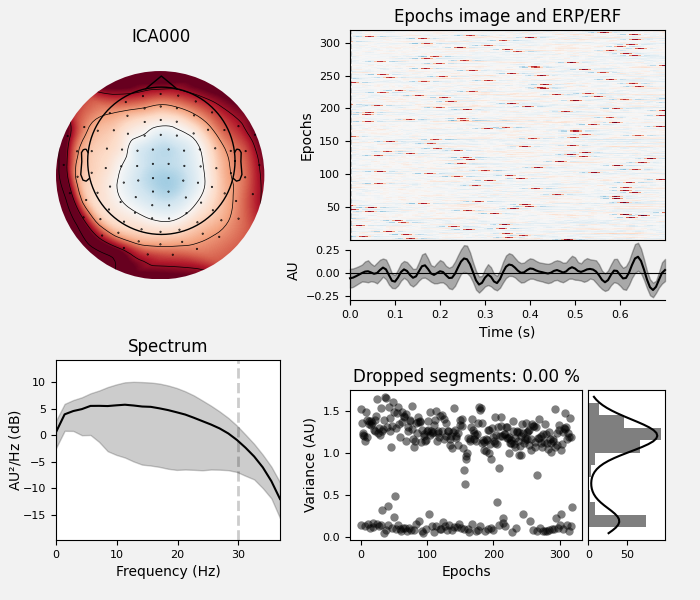 ICA000
Epochs image and ERP/ERF
300
250
200
150
100
50
Epochs
0.25
0.00
−0.25
AU
0.0 0.1 0.2 0.3 0.4 0.5 0.6
Time (s)
Spectrum
10
5
0
−5
−10
−15
AU²/Hz (dB)
0 10 20 30
Frequency (Hz)
Dropped segments: 0.00 %
1.5
1.0
0.5
0.0
Variance (AU)
0 100 200 300
Epochs
0 50